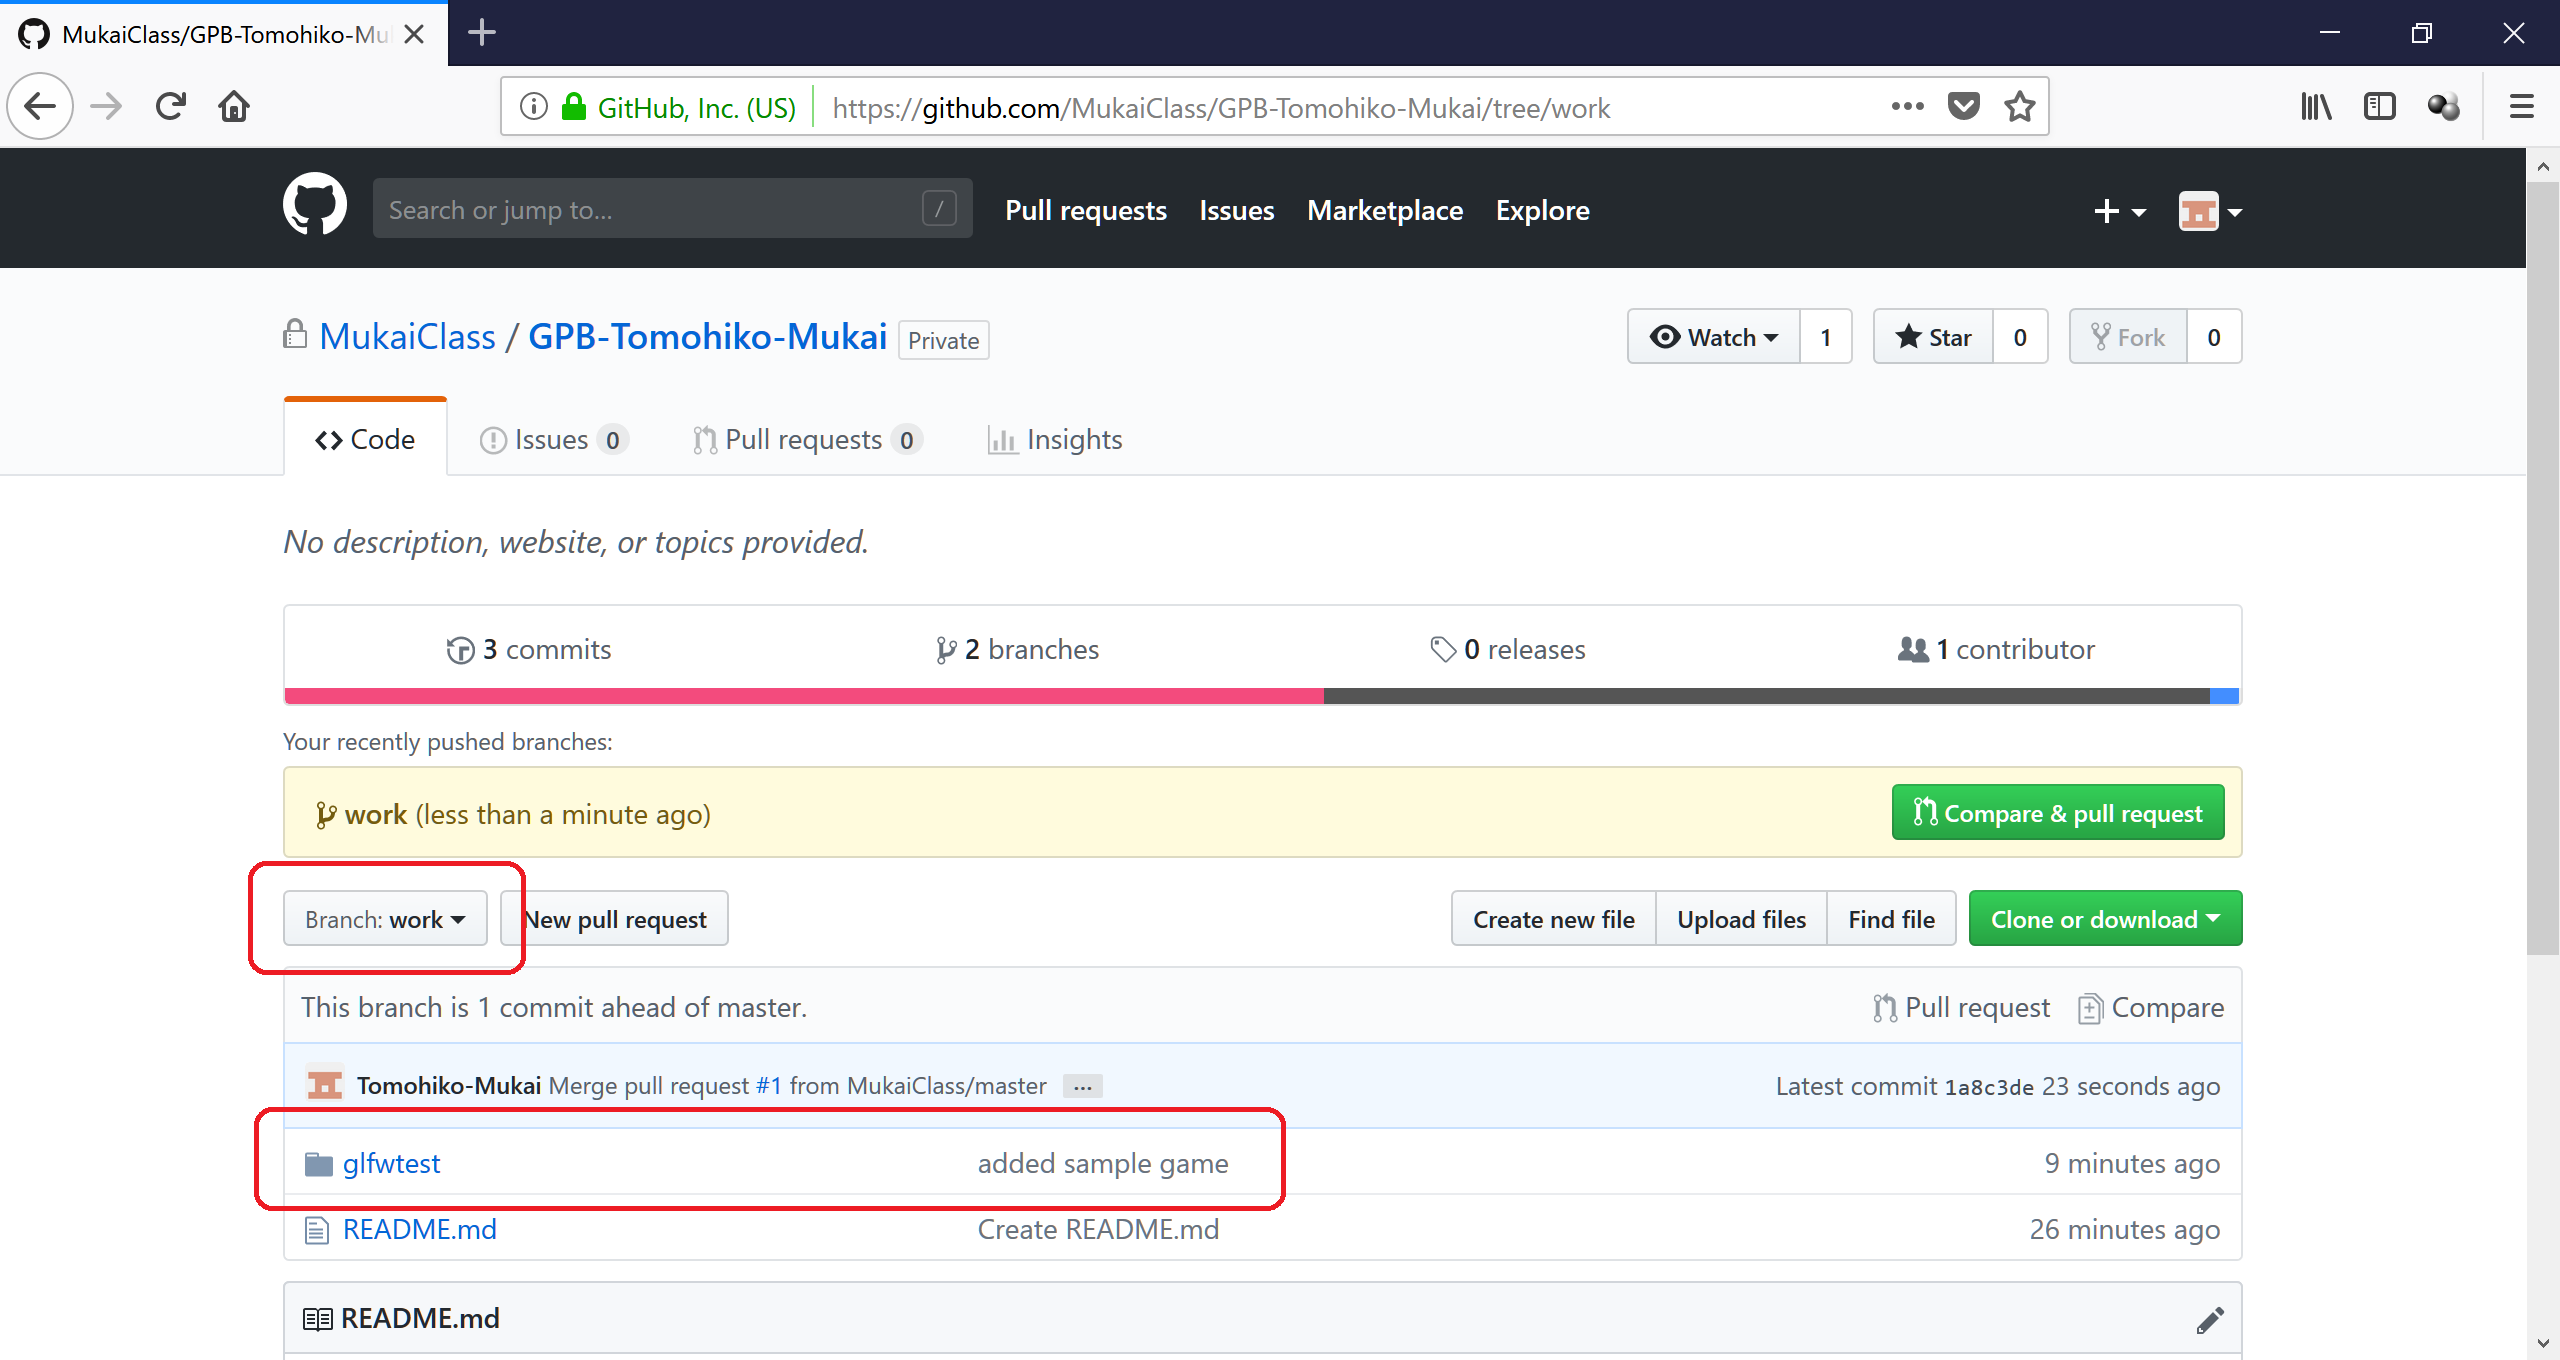 MukaiClass/GPB-Tomohiko-Mu
GitHub, Inc. (US) https://github.com/MukaiClass/GPB-Tomohiko-Mukai/tree/work
Search or jump to... / Pull requests Issues Marketplace Explore
MukaiClass / GPB-Tomohiko-Mukai Private Watch 1 Star 0 Fork 0
Code Issues 0 Pull requests 0 Insights
No description, website, or topics provided.
3 commits 2 branches 0 releases 1 contributor
Your recently pushed branches:
work (less than a minute ago) Compare & pull request
Branch: work New pull request Create new file Upload files Find file Clone or download
This branch is 1 commit ahead of master. Pull request Compare
Tomohiko-Mukai Merge pull request #1 from MukaiClass/master ... Latest commit 1a8c3de 23 seconds ago
glfwtest added sample game 9 minutes ago
README.md Create README.md 26 minutes ago
README.md